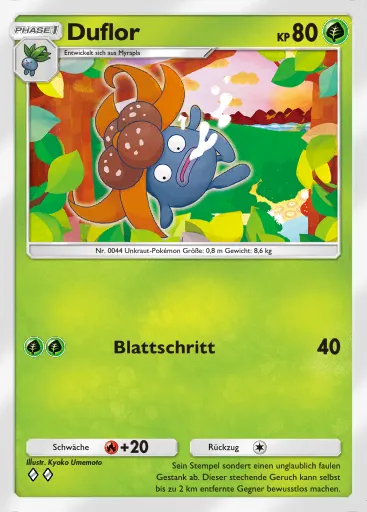 PHASE 1
Duflor
KP 80
Entwickelt sich aus Myrapla
Nr. 0044 Unkraut-Pokémon Größe: 0,8 m Gewicht: 8,6 kg
Blattschritt 40
Schwäche +20 Rückzug
Illustr. Kyoko Umemoto
Sein Stempel sondert einen unglaublich faulen
Gestank ab. Dieser stechende Geruch kann selbst
bis zu 2 km entfernte Gegner bewusstlos machen.